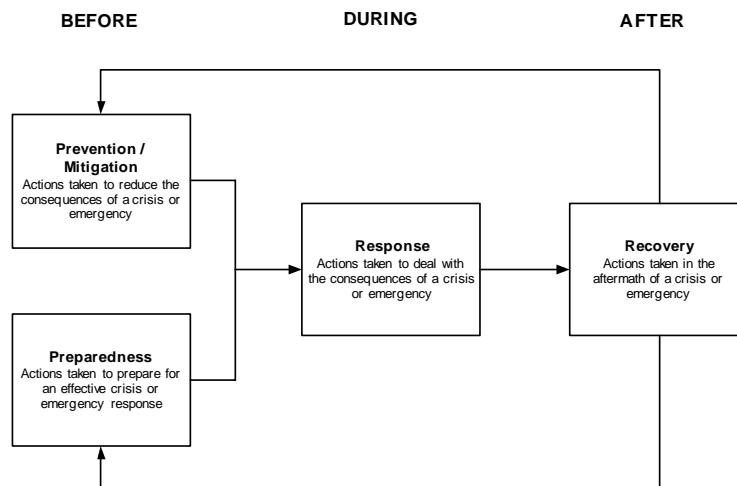 BEFORE
DURING
AFTER
Prevention /
Mitigation
Actions taken to reduce the
consequences of a crisis or
emergency
Preparedness
Actions taken to prepare for
an effective crisis or
emergency response
Response
Actions taken to deal with
the consequences of a crisis
or emergency
Recovery
Actions taken in the
aftermath of a crisis or
emergency